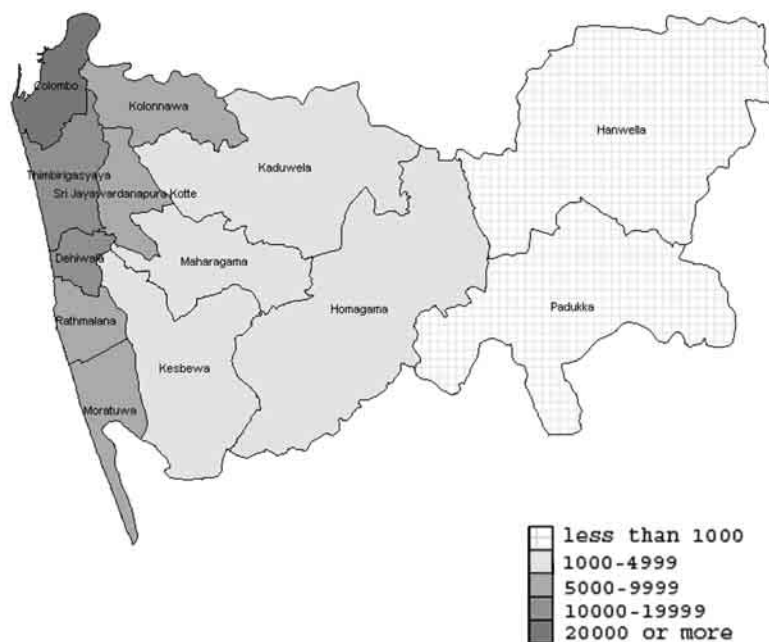 Colombo
Kolonnawa
Hanwella
Thimbirigasyaya
Kaduwela
Sri Jayawardanapura Kotte
Dehiwala
Maharagama
Homagama
Padukka
Rathmalana
Kesbewa
Moratuwa
less than 1000
1000-4999
5000-9999
10000-19999
20000 or more